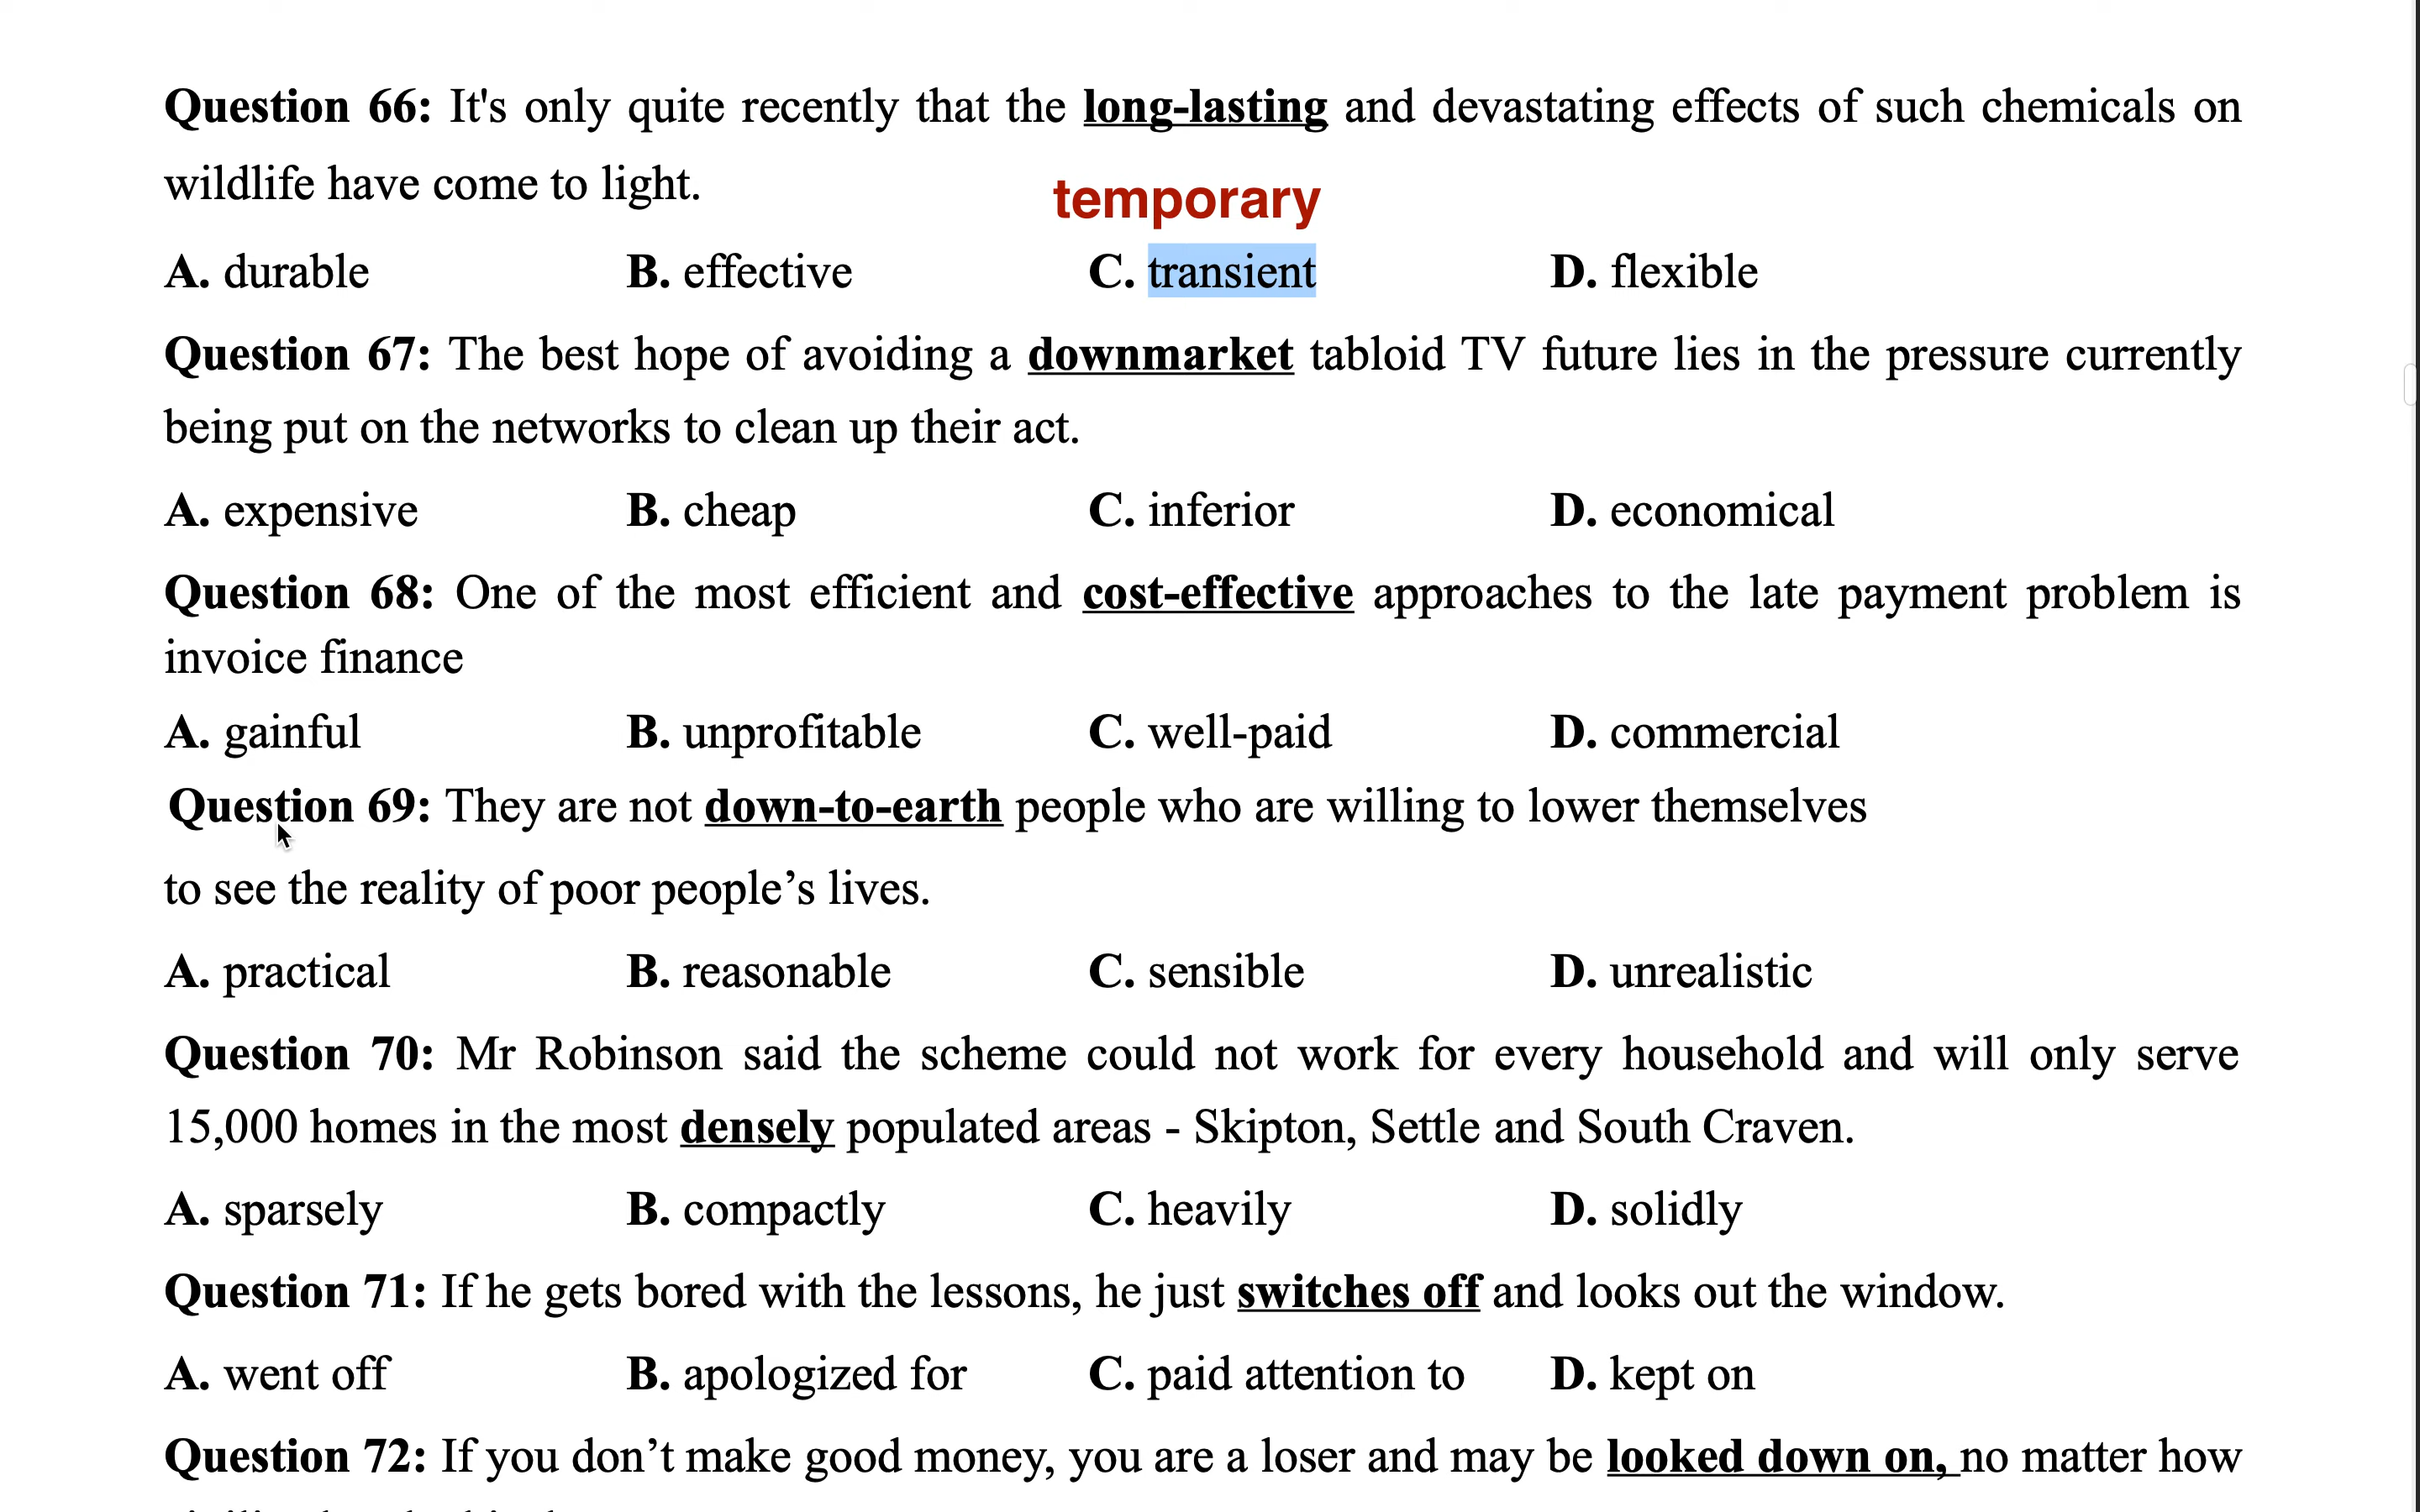 Question 66: It's only quite recently that the long-lasting and devastating effects of such chemicals on
wildlife have come to light.
temporary
A. durable B. effective C. transient D. flexible
Question 67: The best hope of avoiding a downmarket tabloid TV future lies in the pressure currently
being put on the networks to clean up their act.
A. expensive B. cheap C. inferior D. economical
Question 68: One of the most efficient and cost-effective approaches to the late payment problem is
invoice finance
A. gainful B. unprofitable C. well-paid D. commercial
Question 69: They are not down-to-earth people who are willing to lower themselves
to see the reality of poor people’s lives.
A. practical B. reasonable C. sensible D. unrealistic
Question 70: Mr Robinson said the scheme could not work for every household and will only serve
15,000 homes in the most densely populated areas - Skipton, Settle and South Craven.
A. sparsely B. compactly C. heavily D. solidly
Question 71: If he gets bored with the lessons, he just switches off and looks out the window.
A. went off B. apologized for C. paid attention to D. kept on
Question 72: If you don’t make good money, you are a loser and may be looked down on, no matter how